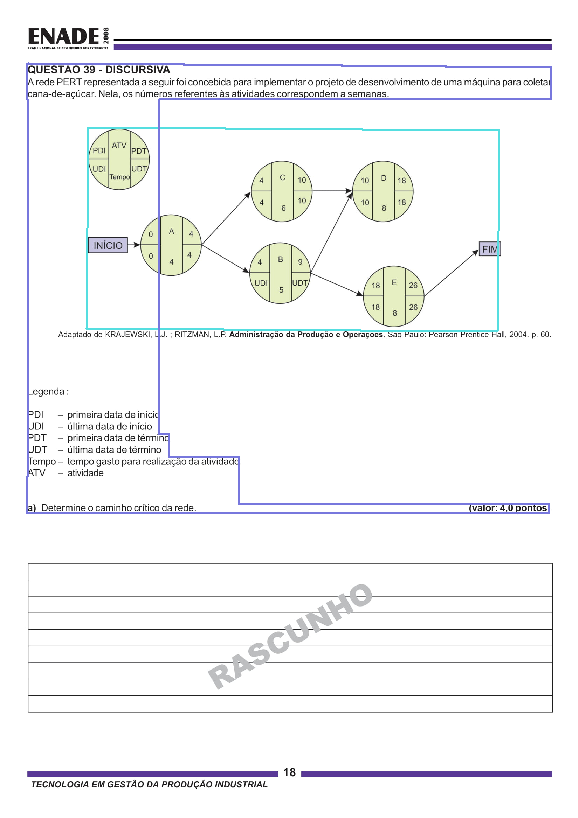 ENADE 2008
EXAME NACIONAL DE DESEMPENHO DOS ESTUDANTES
QUESTÃO 39 - DISCURSIVA
A rede PERT representada a seguir foi concebida para implementar o projeto de desenvolvimento de uma máquina para coletar
cana-de-açúcar. Nela, os números referentes às atividades correspondem a semanas.
PDI ATV PDT
UDI Tempo UDT
INÍCIO
0 A 4
0 4 4
4 C 10
4 6 10
4 B 9
UDI 5 UDT
10 D 18
10 8 18
18 E 26
18 8 26
FIM
Adaptado de KRAJEWSKI, L.J. ; RITZMAN, L.P. Administração da Produção e Operações. São Paulo: Pearson Prentice Hall, 2004. p. 60.
Legenda :
PDI – primeira data de início
UDI – última data de início
PDT – primeira data de término
UDT – última data de término
Tempo – tempo gasto para realização da atividade
ATV – atividade
a) Determine o caminho crítico da rede. (valor: 4,0 pontos)
RASCUNHO
18
TECNOLOGIA EM GESTÃO DA PRODUÇÃO INDUSTRIAL